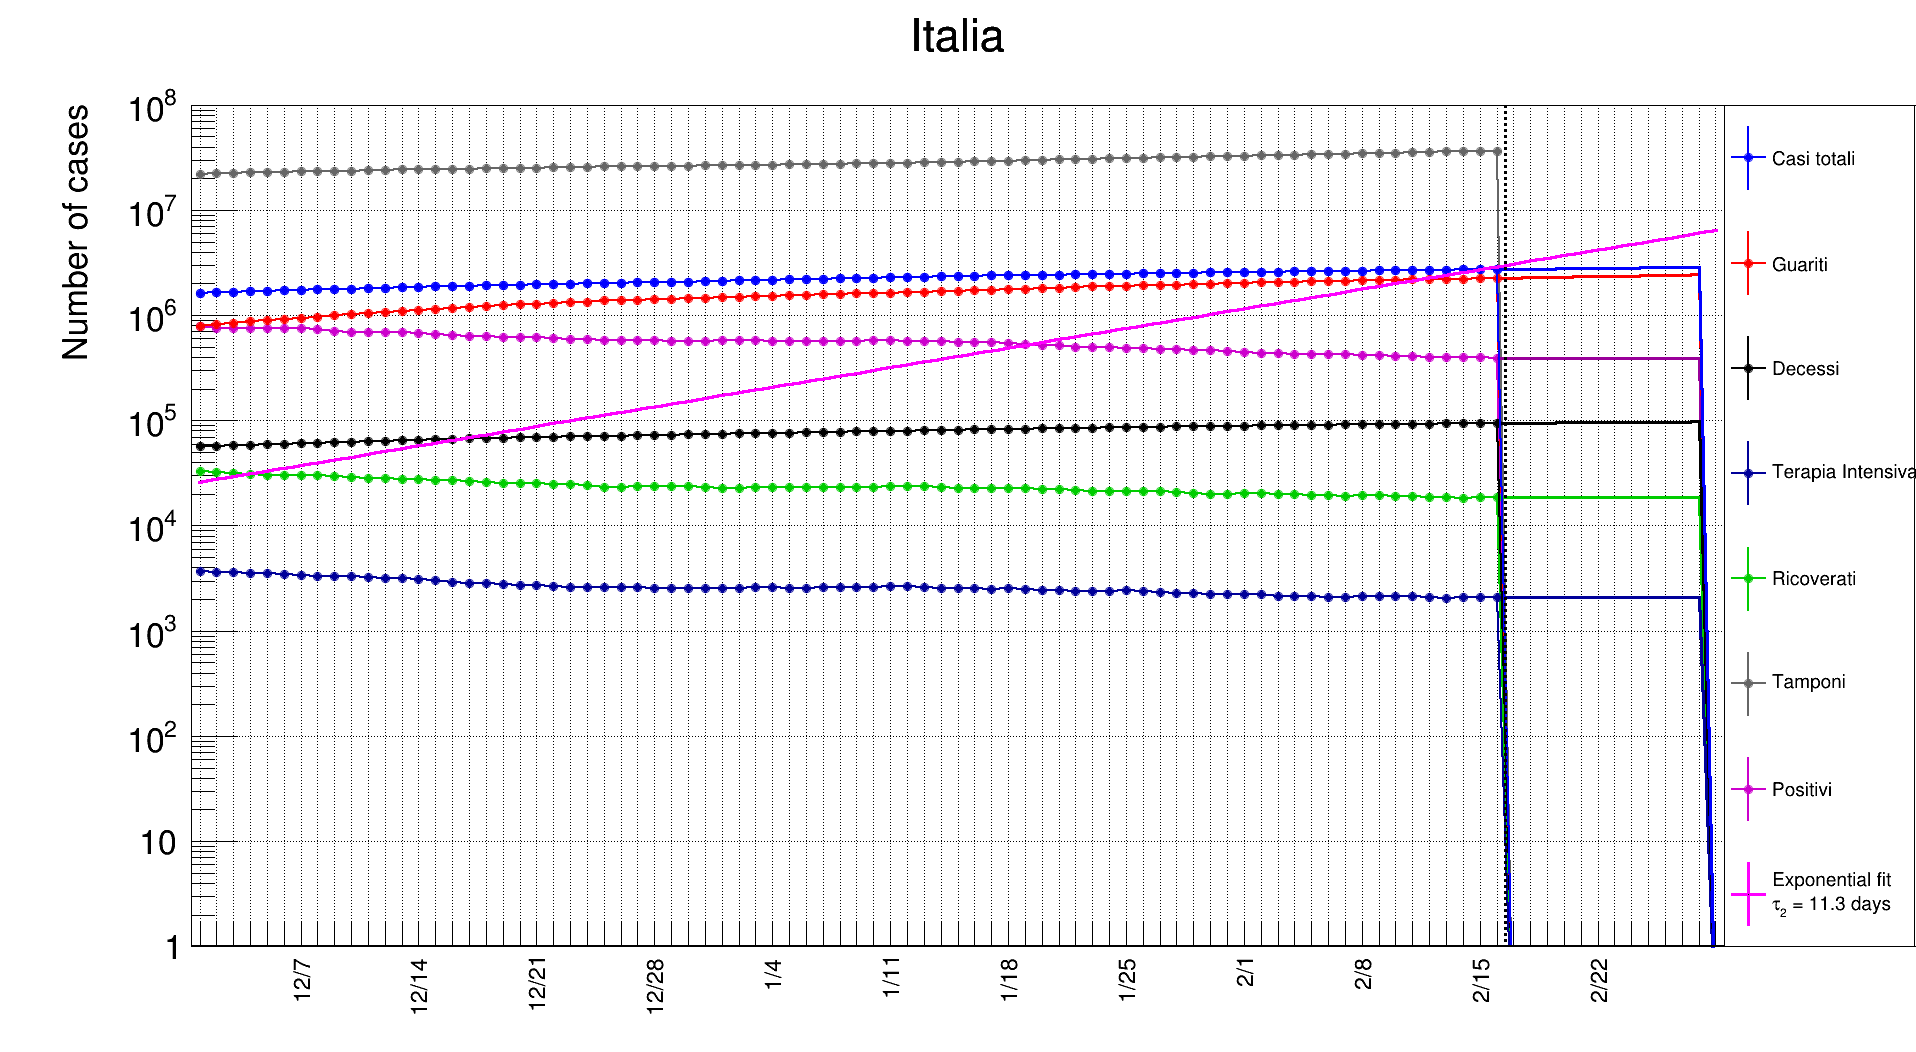 Italia
Number of cases
10^8
10^7
10^6
10^5
10^4
10^3
10^2
10
1
12/7
12/14
12/21
12/28
1/4
1/11
1/18
1/25
2/1
2/8
2/15
2/22
Casi totali
Guariti
Decessi
Terapia Intensiva
Ricoverati
Tamponi
Positivi
Exponential fit
τ₂ = 11.3 days